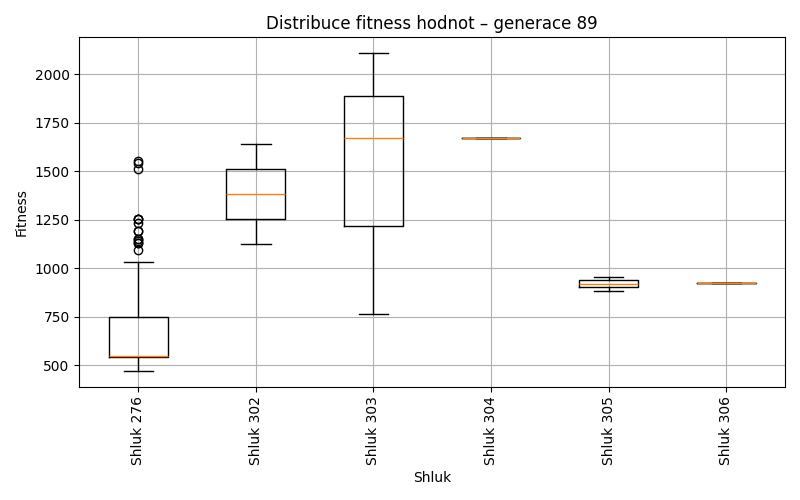 Distribuce fitness hodnot – generace 89
Fitness
2000
1750
1500
1250
1000
750
500
Shluk 276
Shluk 302
Shluk 303
Shluk 304
Shluk 305
Shluk 306
Shluk